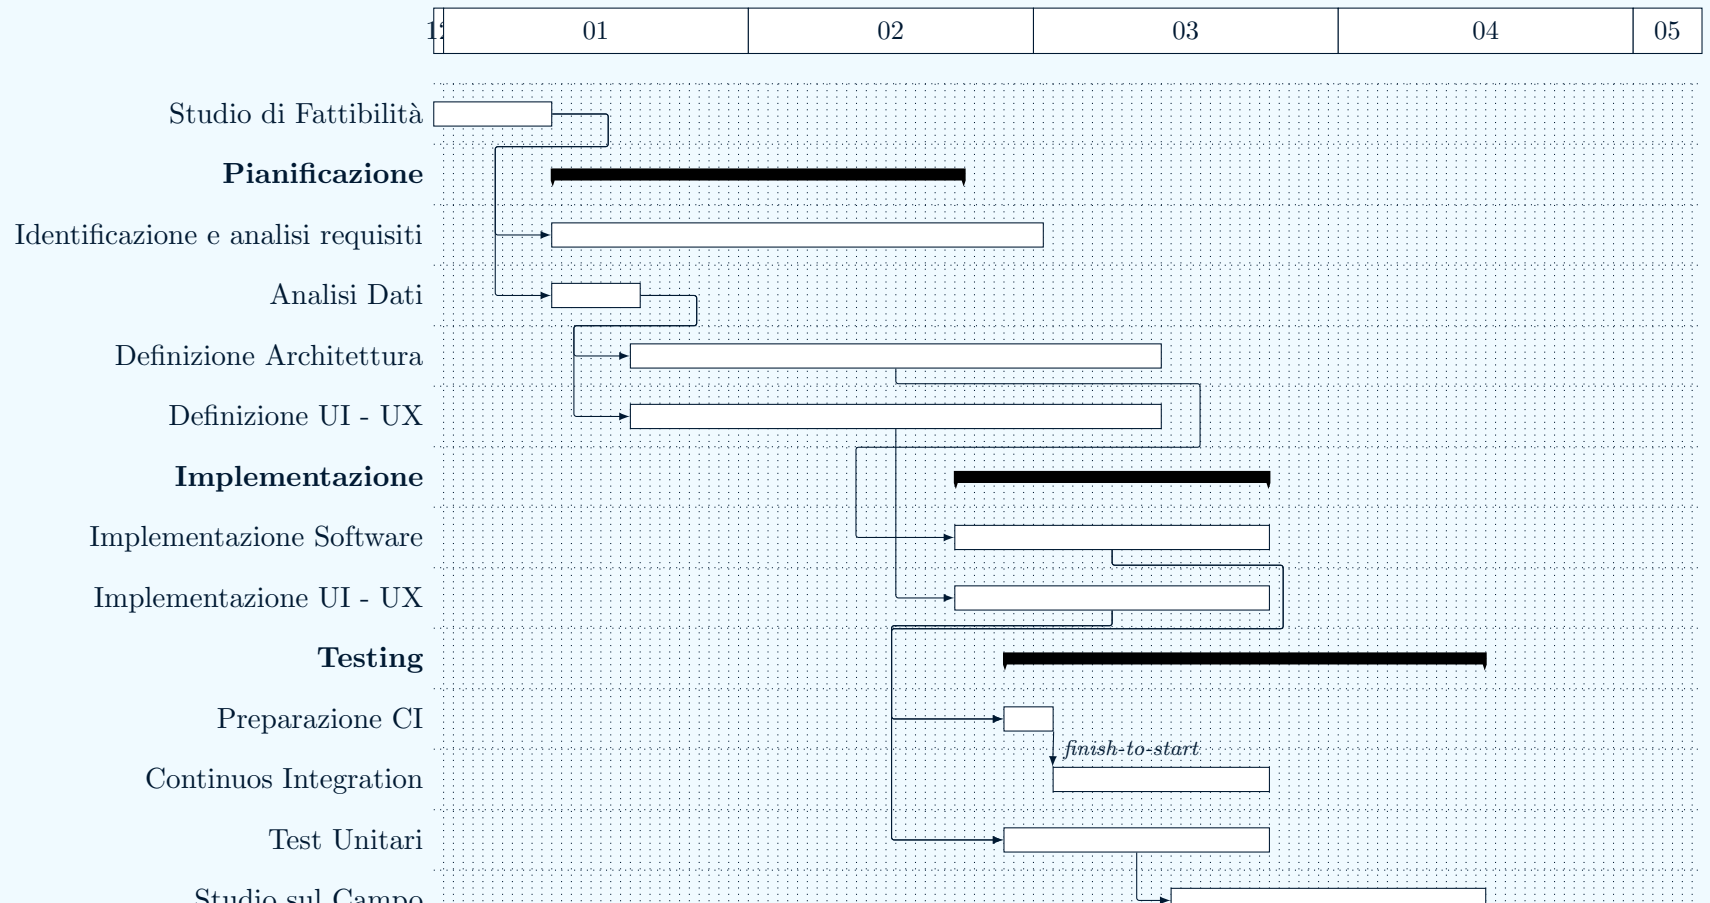 12 01 02 03 04 05
Studio di Fattibilità
Pianificazione
Identificazione e analisi requisiti
Analisi Dati
Definizione Architettura
Definizione UI - UX
Implementazione
Implementazione Software
Implementazione UI - UX
Testing
Preparazione CI
finish-to-start
Continuos Integration
Test Unitari
Studio sul Campo